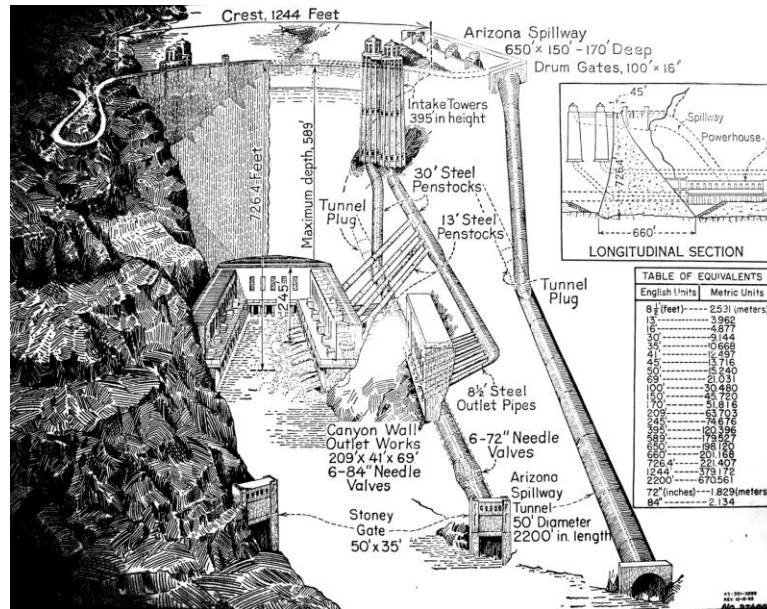 Crest, 1244 Feet
Arizona Spillway
650' x 150' - 170' Deep
Drum Gates, 100' x 16"
Intake Towers
395' in height
726.4 Feet
Maximum depth, 589'
30' Steel
Penstocks
Tunnel
Plug
13' Steel
Penstocks
245'
Tunnel
Plug
8½' Steel
Outlet Pipes
Canyon Wall
Outlet Works
209' x 41' x 69'
6-84" Needle
Valves
6-72" Needle
Valves
Stoney
Gate
50' x 35'
Arizona
Spillway
Tunnel
50' Diameter
2200' in. length
45'
Spillway
Powerhouse
726.4'
660'
LONGITUDINAL SECTION
TABLE OF EQUIVALENTS
English Units Metric Units
8½' (feet)----2.531 (meters)
13'----3.962
16'----4.877
30'----9.144
35'----10.668
41'----12.497
45'----13.716
50'----15.240
69'----21.031
100'----30.480
150'----45.720
170'----51.816
209'----63.703
245'----74.676
395'----120.396
589'----179.527
650'----198.120
660'----201.168
726.4'----221.407
1244'----379.172
2200'----670.561
72" (inches)---1.829 (meters)
84"----2.134